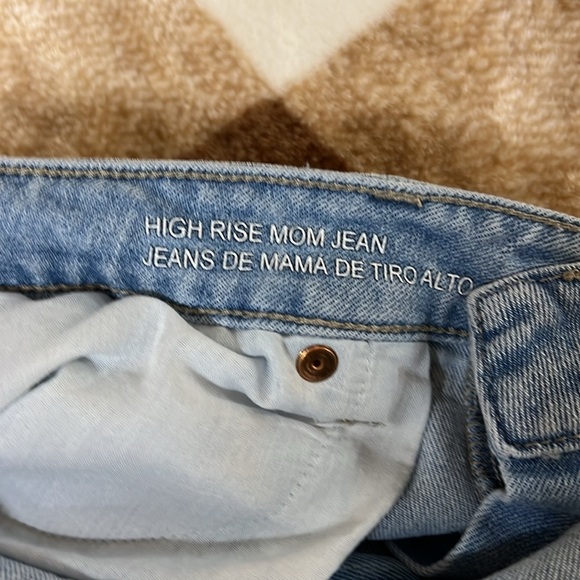 HIGH RISE MOM JEAN
JEANS DE MAMA DE TIRO ALTO